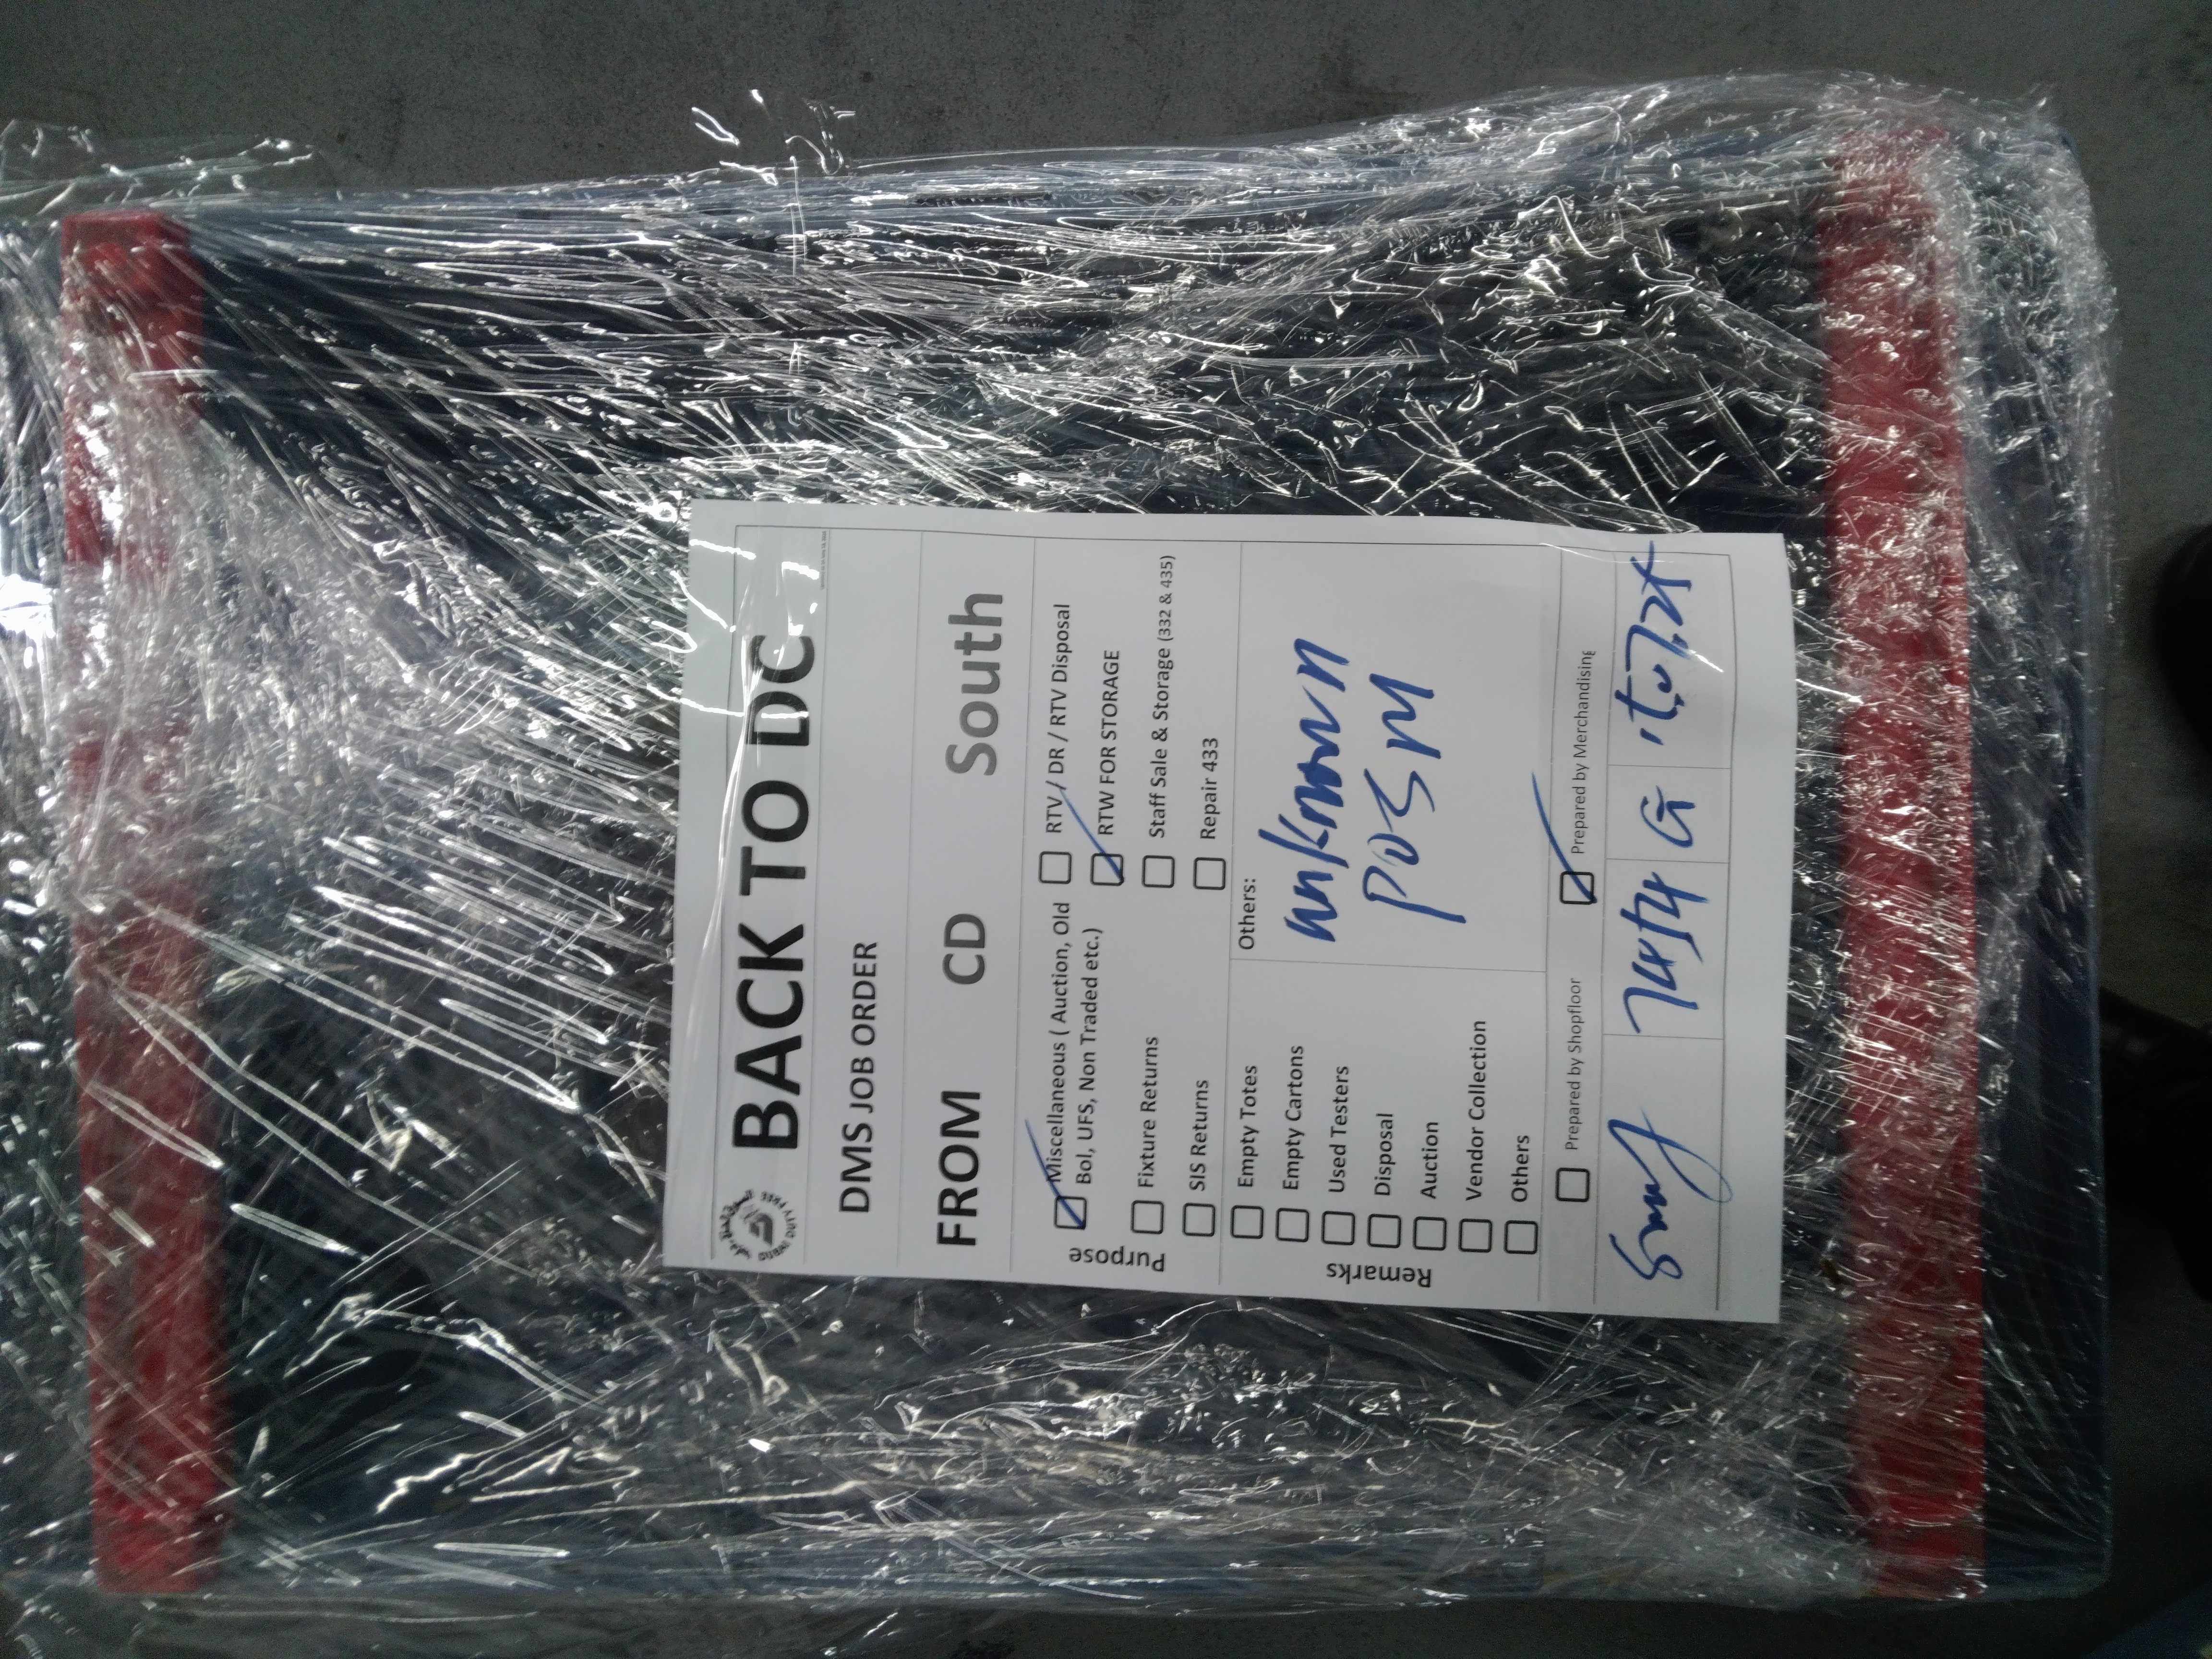 BACK TO DC
DMS JOB ORDER
FROM CD South
Purpose
Miscellaneous ( Auction, Old
Bol, UFS, Non Traded etc.)
Fixture Returns
SIS Returns
RTV / DR / RTV Disposal
RTW FOR STORAGE
Staff Sale & Storage (332 & 435)
Repair 433
Remarks
Empty Totes
Empty Cartons
Used Testers
Disposal
Auction
Vendor Collection
Others
Others:
unknown
POSM
Prepared by Shopfloor
Prepared by Merchandising